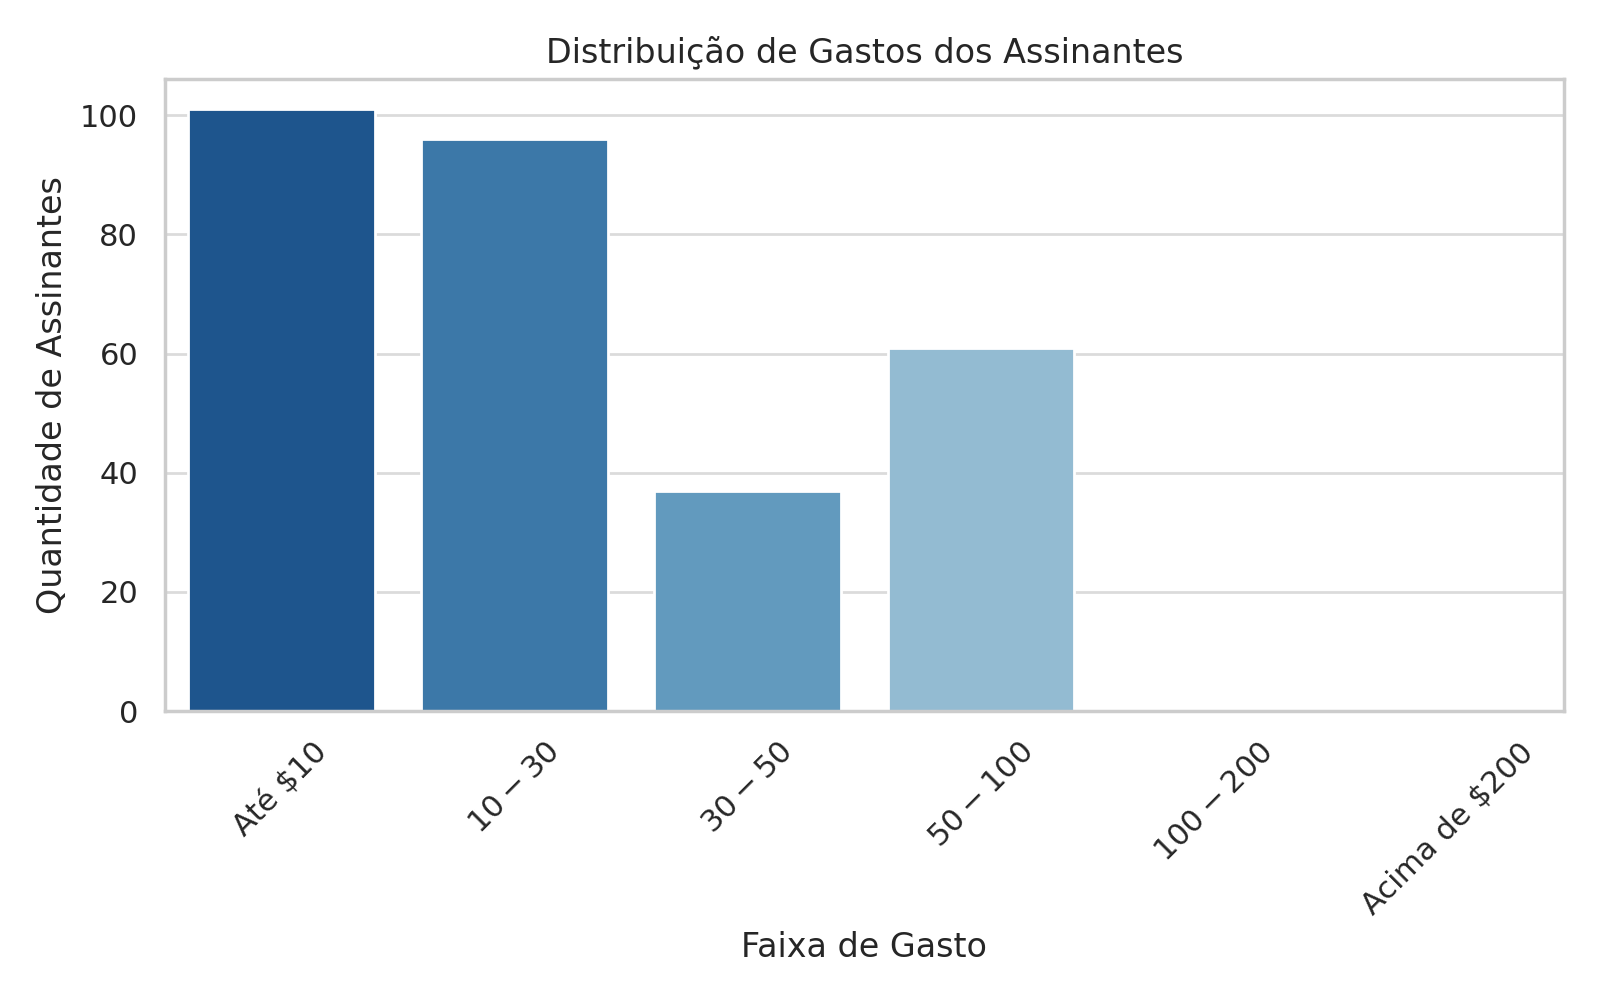 Distribuição de Gastos dos Assinantes
Quantidade de Assinantes
100
80
60
40
20
0
Até $10
10 − 30
30 − 50
50 − 100
100 − 200
Acima de $200
Faixa de Gasto